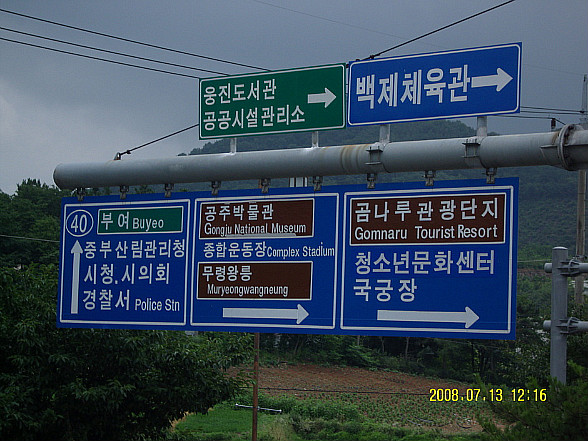 웅진도서관
공공시설관리소
백제체육관
40
부여 Buyeo
중부산림관리청
시청.시의회
경찰서 Police Stn
공주박물관
Gongju National Museum
종합운동장 Complex Stadium
무령왕릉
Muryeongwangneung
곰나루관광단지
Gomnaru Tourist Resort
청소년문화센터
국궁장
2008.07.13 12:16